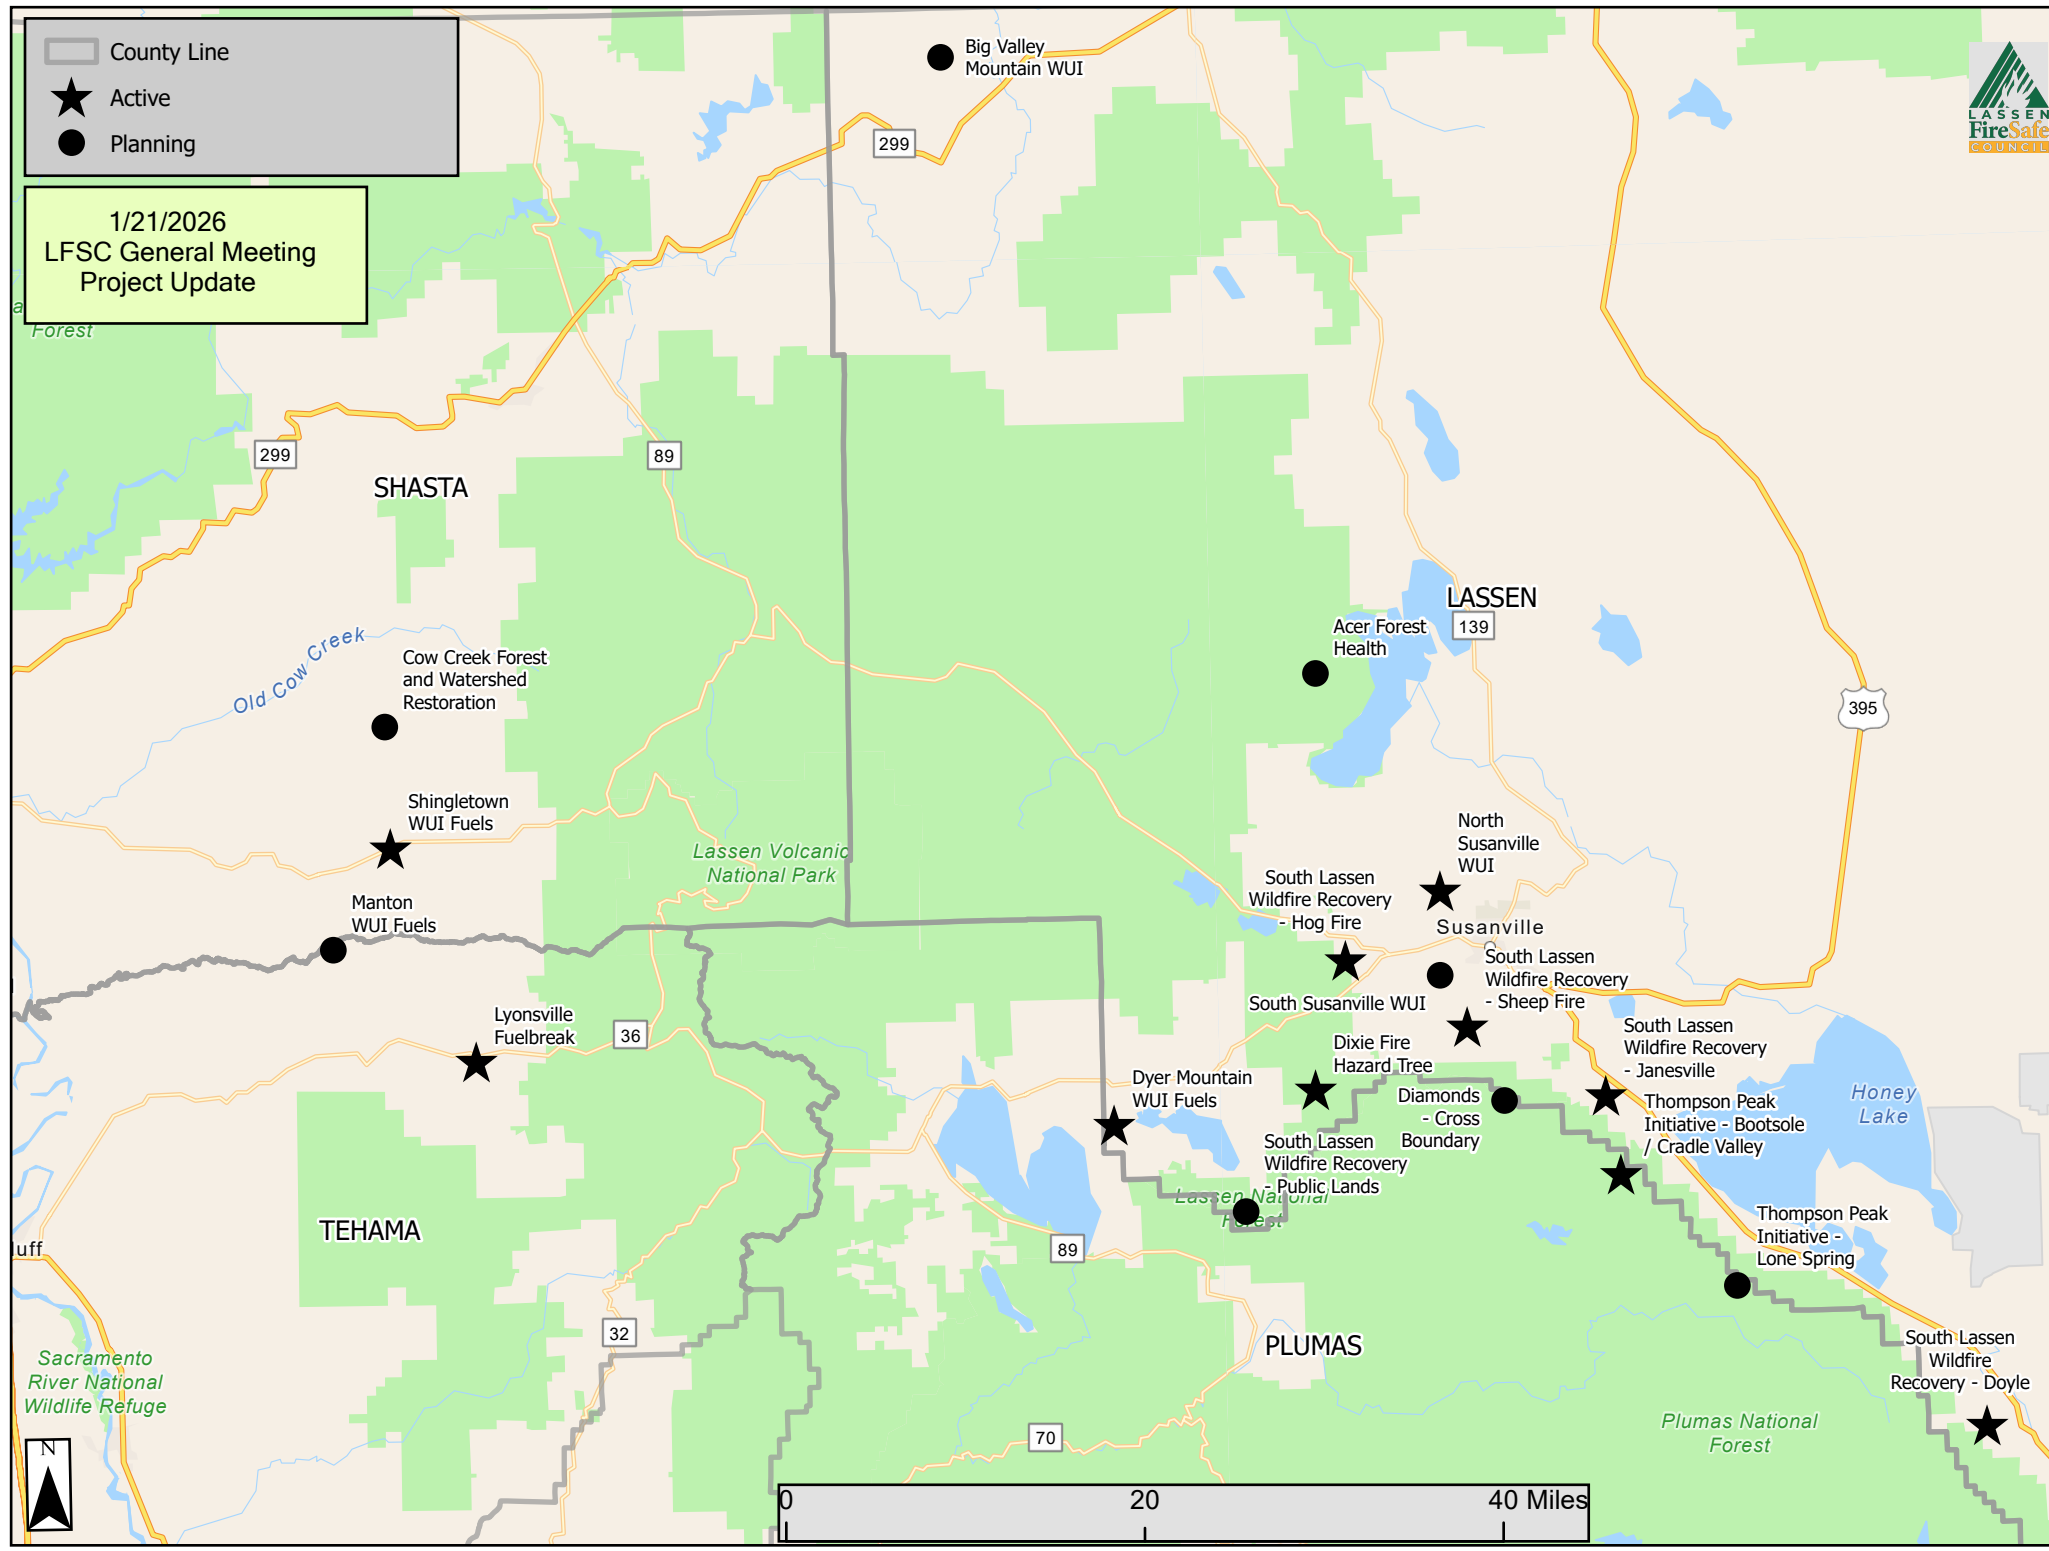 County Line
Active
Planning
1/21/2026
LFSC General Meeting
Project Update
Forest
Big Valley
Mountain WUI
LASSEN
FireSafe
COUNCIL
299
299
89
SHASTA
LASSEN
139
395
Acer Forest
Health
Old Cow Creek
Cow Creek Forest
and Watershed
Restoration
Shingletown
WUI Fuels
Lassen Volcanic
National Park
Manton
WUI Fuels
North
Susanville
WUI
South Lassen
Wildfire Recovery
- Hog Fire
Susanville
South Lassen
Wildfire Recovery
- Sheep Fire
South Susanville WUI
Lyonsville
Fuelbreak
36
Dixie Fire
Hazard Tree
South Lassen
Wildfire Recovery
- Janesville
Dyer Mountain
WUI Fuels
Diamonds
- Cross
Boundary
Thompson Peak
Initiative - Bootsole
/ Cradle Valley
Honey
Lake
South Lassen
Wildfire Recovery
- Public Lands
Lassen National
Forest
TEHAMA
89
Thompson Peak
Initiative -
Lone Spring
luff
32
PLUMAS
South Lassen
Wildfire
Recovery - Doyle
Sacramento
River National
Wildlife Refuge
Plumas National
Forest
70
N
0 20 40 Miles